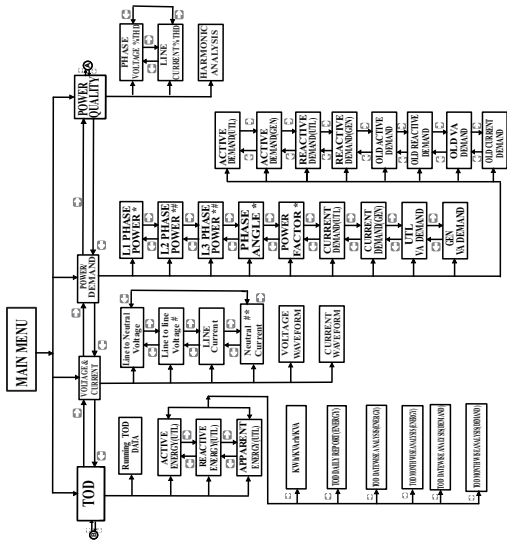 MAIN MENU
TOD
VOLTAGE &
CURRENT
POWER/
DEMAND
POWER
QUALITY
Running TOD
DATA
ACTIVE
ENERGY(UTL)
REACTIVE
ENERGY(UTL)
APPARENT
ENERGY(UTL)
KWh/KVArh/KVA
TOD DAILY REPORT(ENERGY)
TOD DATEWISE ANALYSIS(ENERGY)
TOD MONTHWISE ANALYSIS(ENERGY)
TOD DATEWISE ANALYSIS(DEMAND)
TOD MONTHWISE ANALYSIS(DEMAND)
Line to Neutral
Voltage
Line to line
Voltage #
LINE
Current
Neutral #*
Current
VOLTAGE
WAVEFORM
CURRENT
WAVEFORM
L1 PHASE
POWER*
L2 PHASE
POWER*#
L3 PHASE
POWER*#
PHASE
ANGLE*
POWER
FACTOR*
CURRENT
DEMAND(UTL)
CURRENT
DEMAND(GEN)
UTL
VA DEMAND
GEN
VA DEMAND
ACTIVE
DEMAND(UTL)
ACTIVE
DEMAND(GEN)
REACTIVE
DEMAND(UTL)
REACTIVE
DEMAND(GEN)
OLD ACTIVE
DEMAND
OLD REACTIVE
DEMAND
OLD VA
DEMAND
OLD CURRENT
DEMAND
PHASE
VOLTAGE %THD
LINE
CURRENT% THD
HARMONIC
ANALYSIS